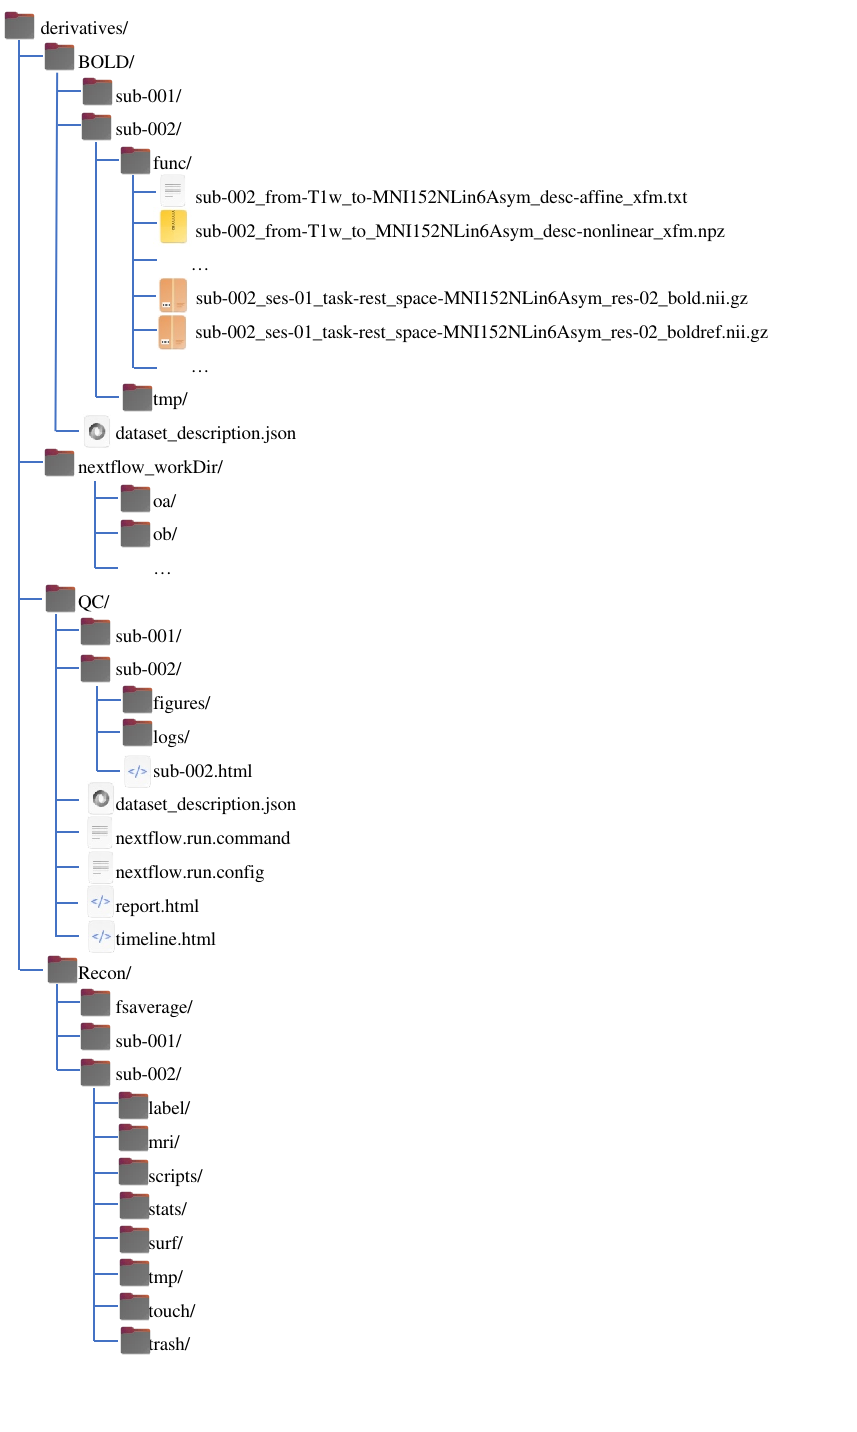 derivatives/
BOLD/
sub-001/
sub-002/
func/
sub-002_from-T1w_to-MNI152NLin6Asym_desc-affine_xfm.txt
sub-002_from-T1w_to_MNI152NLin6Asym_desc-nonlinear_xfm.npz
…
sub-002_ses-01_task-rest_space-MNI152NLin6Asym_res-02_bold.nii.gz
sub-002_ses-01_task-rest_space-MNI152NLin6Asym_res-02_boldref.nii.gz
…
tmp/
dataset_description.json
nextflow_workDir/
oa/
ob/
…
QC/
sub-001/
sub-002/
figures/
logs/
</> sub-002.html
dataset_description.json
nextflow.run.command
nextflow.run.config
</> report.html
</> timeline.html
Recon/
fsaverage/
sub-001/
sub-002/
label/
mri/
scripts/
stats/
surf/
tmp/
touch/
trash/